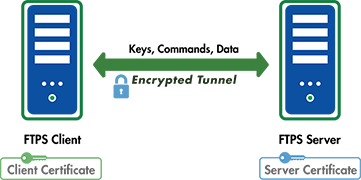 Keys, Commands, Data
Encrypted Tunnel
FTPS Client
FTPS Server
Client Certificate
Server Certificate